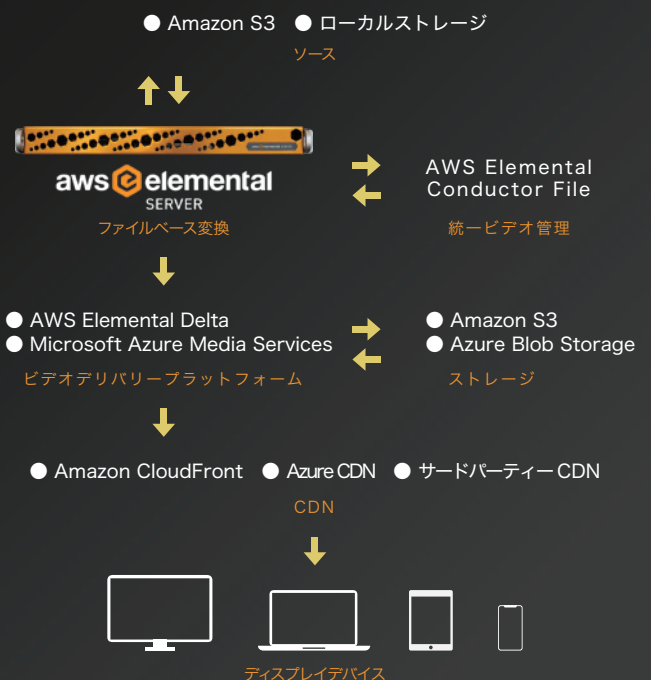 ● Amazon S3 ● ローカルストレージ
ソース
aws elemental
SERVER
ファイルベース変換
AWS Elemental
Conductor File
統一ビデオ管理
● AWS Elemental Delta
● Microsoft Azure Media Services
ビデオデリバリープラットフォーム
● Amazon S3
● Azure Blob Storage
ストレージ
● Amazon CloudFront ● Azure CDN ● サードパーティー CDN
CDN
ディスプレイデバイス